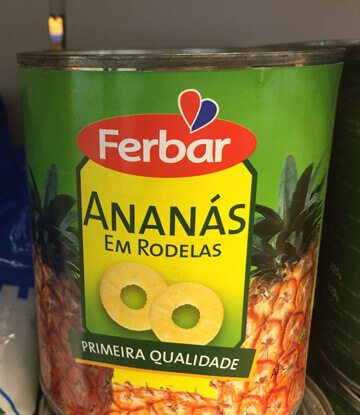 Ferbar
ANANÁS
EM RODELAS
PRIMEIRA QUALIDADE